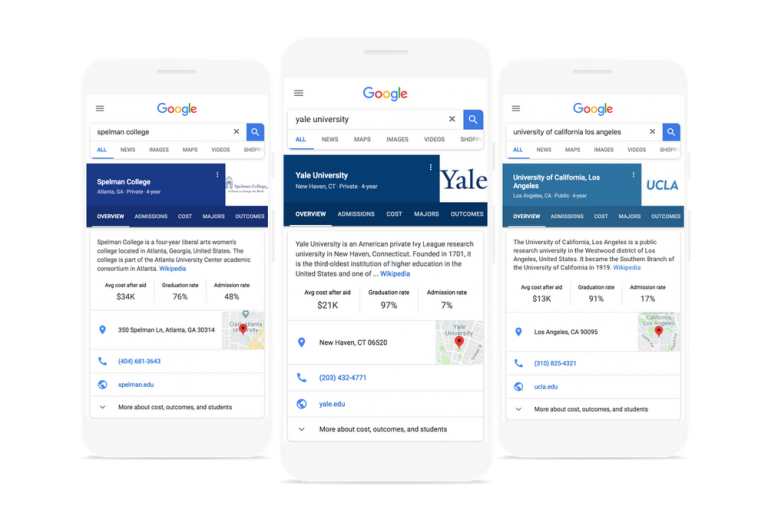 Google
spelman college
ALL NEWS IMAGES MAPS VIDEOS SHOPP
Spelman College
Atlanta, GA · Private · 4-year
Spelman College
OVERVIEW ADMISSIONS COST MAJORS OUTCOMES
Spelman College is a four-year liberal arts women's
college located in Atlanta, Georgia, United States. The
college is part of the Atlanta University Center academic
consortium in Atlanta. Wikipedia
Avg cost after aid Graduation rate Admission rate
$34K 76% 48%
350 Spelman Ln, Atlanta, GA 30314
(404) 681-3643
spelman.edu
More about cost, outcomes, and students
Google
yale university
ALL NEWS MAPS IMAGES VIDEOS SHOPP
Yale University
New Haven, CT · Private · 4-year
Yale
OVERVIEW ADMISSIONS COST MAJORS OUTCOMES
Yale University is an American private Ivy League research
university in New Haven, Connecticut. Founded in 1701, it
is the third-oldest institution of higher education in the
United States and one of ... Wikipedia
Avg cost after aid Graduation rate Admission rate
$21K 97% 7%
New Haven, CT 06520
Yale
University
(203) 432-4771
yale.edu
More about cost, outcomes, and students
Google
university of california los angeles
ALL NEWS MAPS IMAGES VIDEOS SHOPP
University of California, Los
Angeles
Los Angeles, CA · Public · 4-year
UCLA
OVERVIEW ADMISSIONS COST MAJORS OUTCOMES
The University of California, Los Angeles is a public
research university in the Westwood district of Los
Angeles, United States. It became the Southern Branch of
the University of California in 1919. Wikipedia
Avg cost after aid Graduation rate Admission rate
$13K 91% 17%
Los Angeles, CA 90095
University of
California,
Los Angeles
(310) 825-4321
ucla.edu
More about cost, outcomes, and students